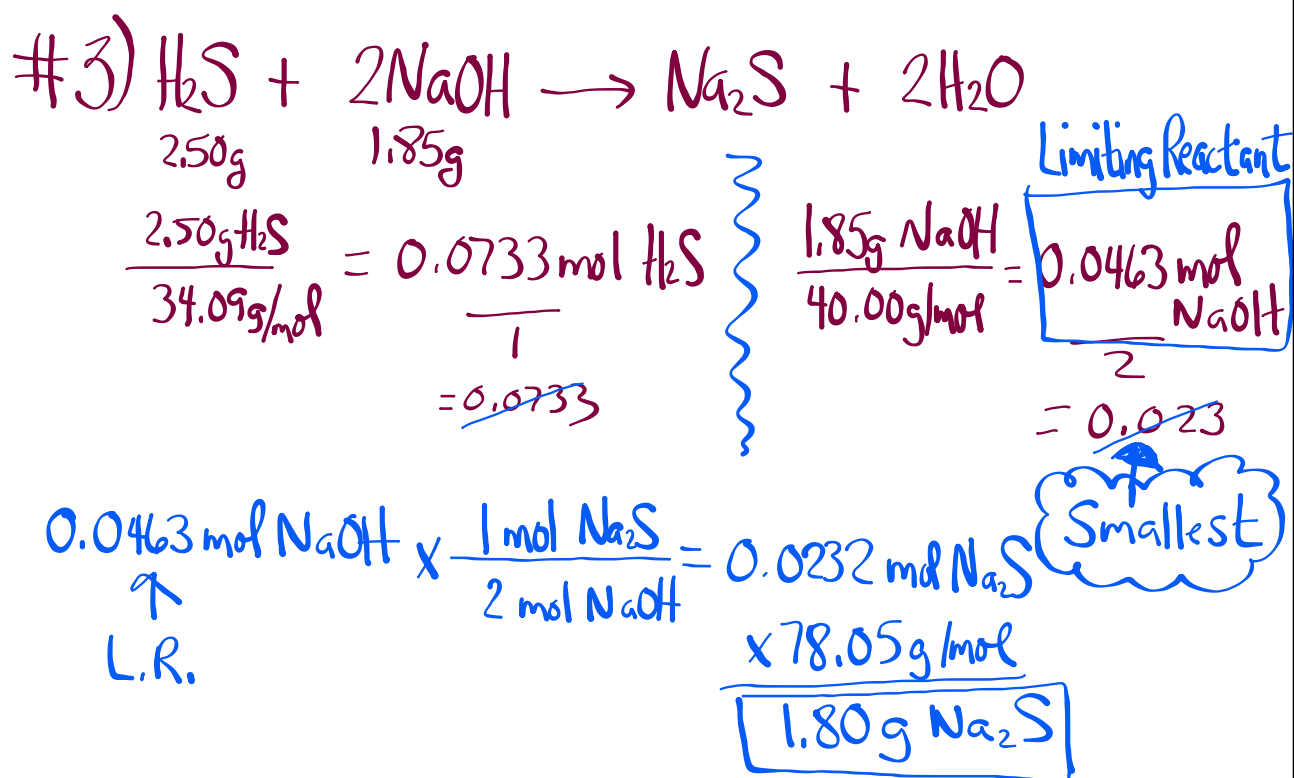 #3) H₂S + 2NaOH → Na₂S + 2H₂O
2.50g 1.85g
Limiting Reactant
2.50g H₂S
34.09g/mol
= 0.0733 mol H₂S
1
= 0.0733
1.85g NaOH
40.00g/mol
= 0.0463 mol
NaOH
2
= 0.023
Smallest
0.0463 mol NaOH x 1 mol Na₂S / 2 mol NaOH = 0.0232 mol Na₂S
L.R.
x 78.05 g/mol
1.80 g Na₂S